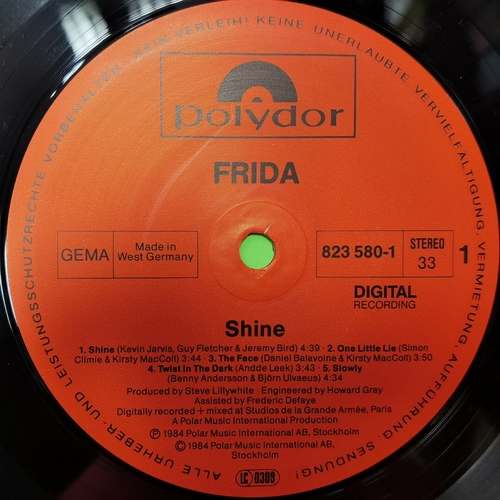 ALLE URHEBER- UND LEISTUNGSSCHUTZRECHTE VORBEHALTEN · KEIN VERLEIH! KEINE UNERLAUBTE VERVIELFÄLTIGUNG, VERMIETUNG, AUFFÜHRUNG, SENDUNG!
polydor
FRIDA
GEMA
Made in
West Germany
823 580-1
STEREO
33
1
DIGITAL
RECORDING
Shine
1. Shine (Kevin Jarvis, Guy Fletcher & Jeremy Bird) 4:39 · 2. One Little Lie (Simon
Climie & Kirsty MacColl) 3:44 · 3. The Face (Daniel Balavoine & Kirsty MacColl) 3:50
4. Twist In The Dark (Andde Leek) 3:49 5. Slowly
(Benny Andersson & Björn Ulvaeus) 4:34
Produced by Steve Lillywhite Engineered by Howard Gray
Assisted by Frederic Defaye
Digitally recorded + mixed at Studios de la Grande Armée, Paris
A Polar Music International Production
Ⓟ 1984 Polar Music International AB, Stockholm
© 1984 Polar Music International AB,
Stockholm
LC 0309